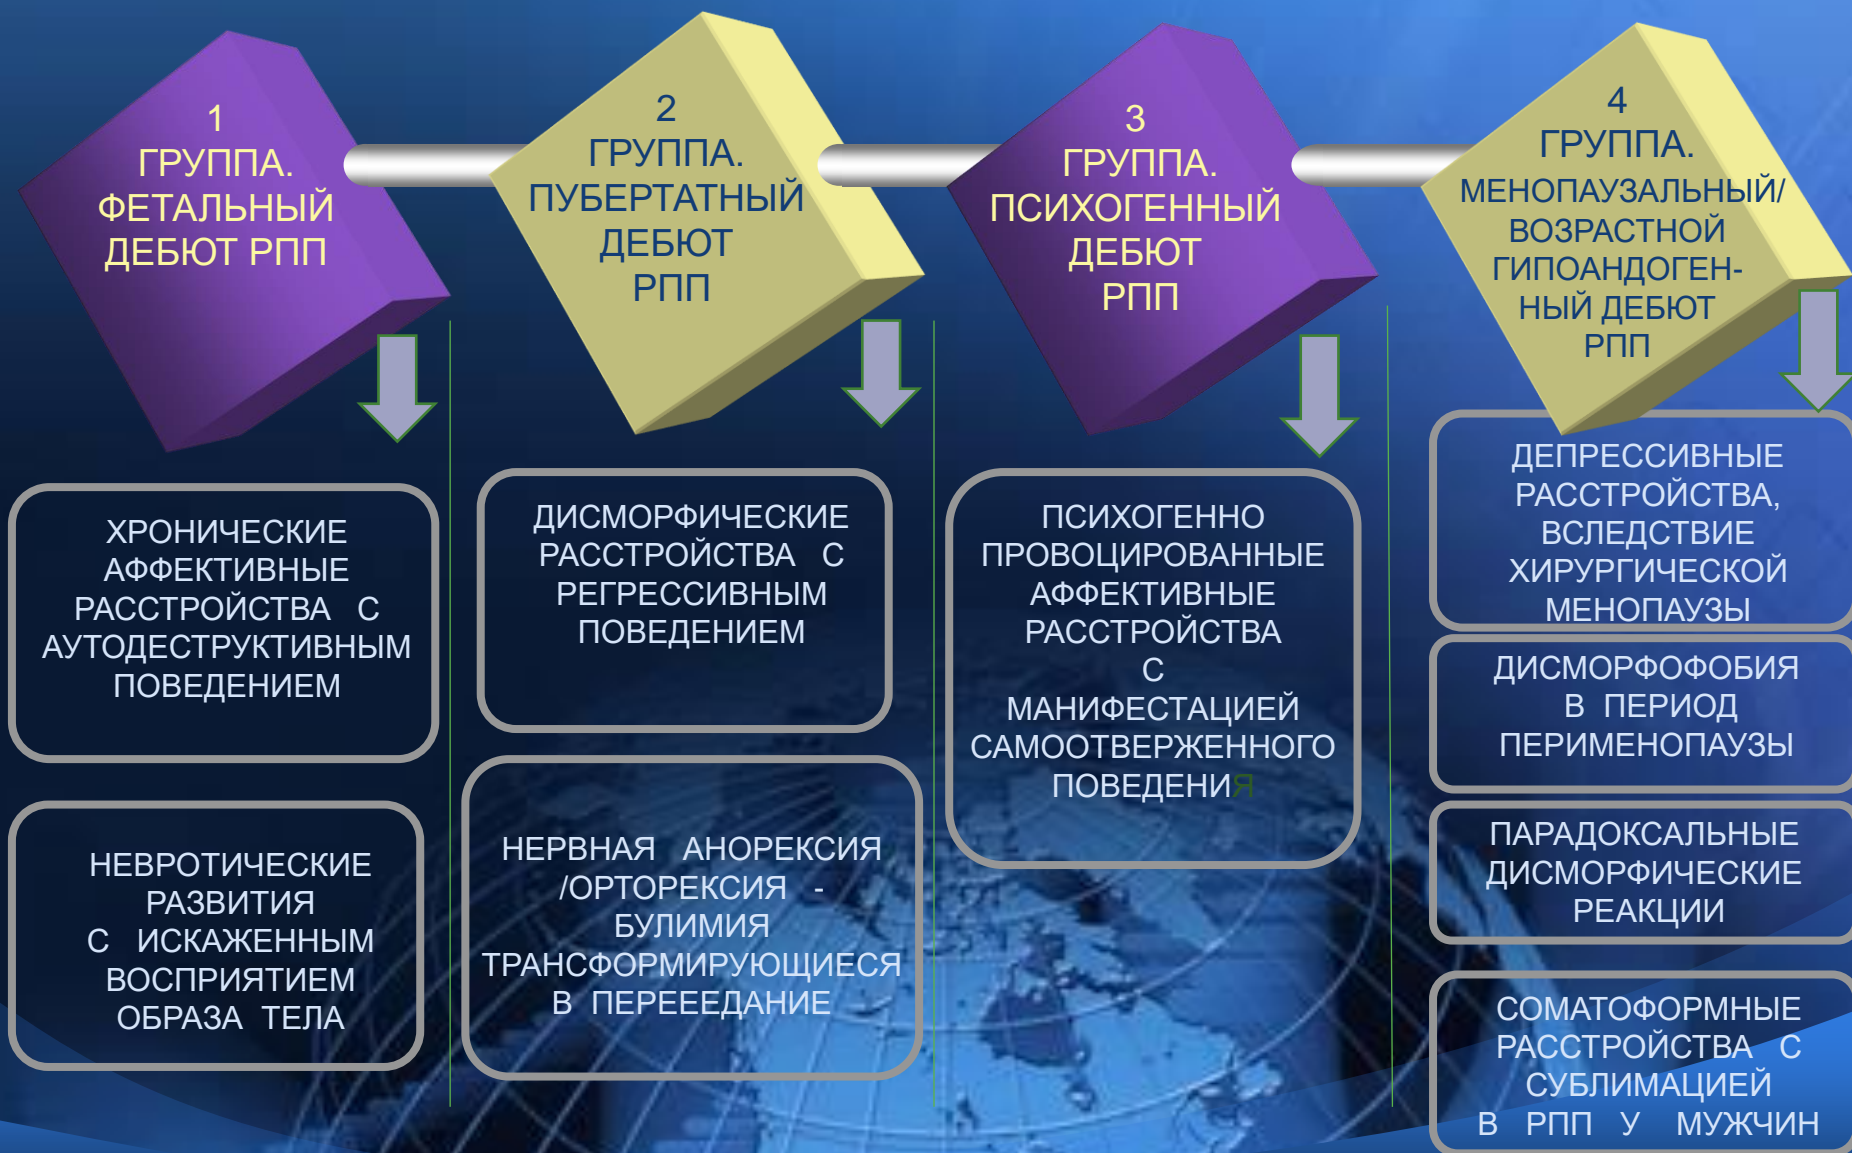 1
ГРУППА.
ФЕТАЛЬНЫЙ
ДЕБЮТ РПП
2
ГРУППА.
ПУБЕРТАТНЫЙ
ДЕБЮТ
РПП
3
ГРУППА.
ПСИХОГЕННЫЙ
ДЕБЮТ
РПП
4
ГРУППА.
МЕНОПАУЗАЛЬНЫЙ/
ВОЗРАСТНОЙ
ГИПОАНДОГЕН-
НЫЙ ДЕБЮТ
РПП
ХРОНИЧЕСКИЕ
АФФЕКТИВНЫЕ
РАССТРОЙСТВА С
АУТОДЕСТРУКТИВНЫМ
ПОВЕДЕНИЕМ
НЕВРОТИЧЕСКИЕ
РАЗВИТИЯ
С ИСКАЖЕННЫМ
ВОСПРИЯТИЕМ
ОБРАЗА ТЕЛА
ДИСМОРФИЧЕСКИЕ
РАССТРОЙСТВА С
РЕГРЕССИВНЫМ
ПОВЕДЕНИЕМ
НЕРВНАЯ АНОРЕКСИЯ
/ОРТОРЕКСИЯ -
БУЛИМИЯ
ТРАНСФОРМИРУЮЩИЕСЯ
В ПЕРЕЕЕДАНИЕ
ПСИХОГЕННО
ПРОВОЦИРОВАННЫЕ
АФФЕКТИВНЫЕ
РАССТРОЙСТВА
С
МАНИФЕСТАЦИЕЙ
САМООТВЕРЖЕННОГО
ПОВЕДЕНИЯ
ДЕПРЕССИВНЫЕ
РАССТРОЙСТВА,
ВСЛЕДСТВИЕ
ХИРУРГИЧЕСКОЙ
МЕНОПАУЗЫ
ДИСМОРФОФОБИЯ
В ПЕРИОД
ПЕРИМЕНОПАУЗЫ
ПАРАДОКСАЛЬНЫЕ
ДИСМОРФИЧЕСКИЕ
РЕАКЦИИ
СОМАТОФОРМНЫЕ
РАССТРОЙСТВА С
СУБЛИМАЦИЕЙ
В РПП У МУЖЧИН